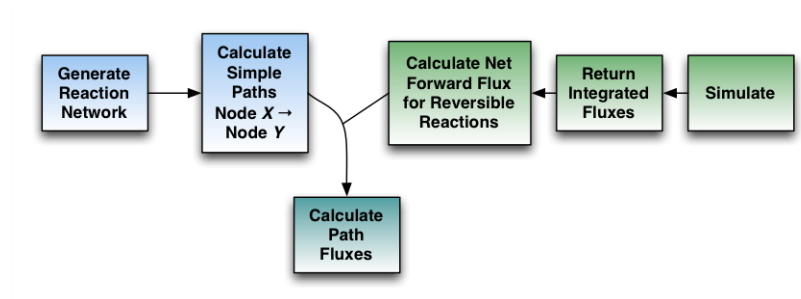 Generate
Reaction
Network
Calculate
Simple
Paths
Node X →
Node Y
Calculate Net
Forward Flux
for Reversible
Reactions
Return
Integrated
Fluxes
Simulate
Calculate
Path
Fluxes